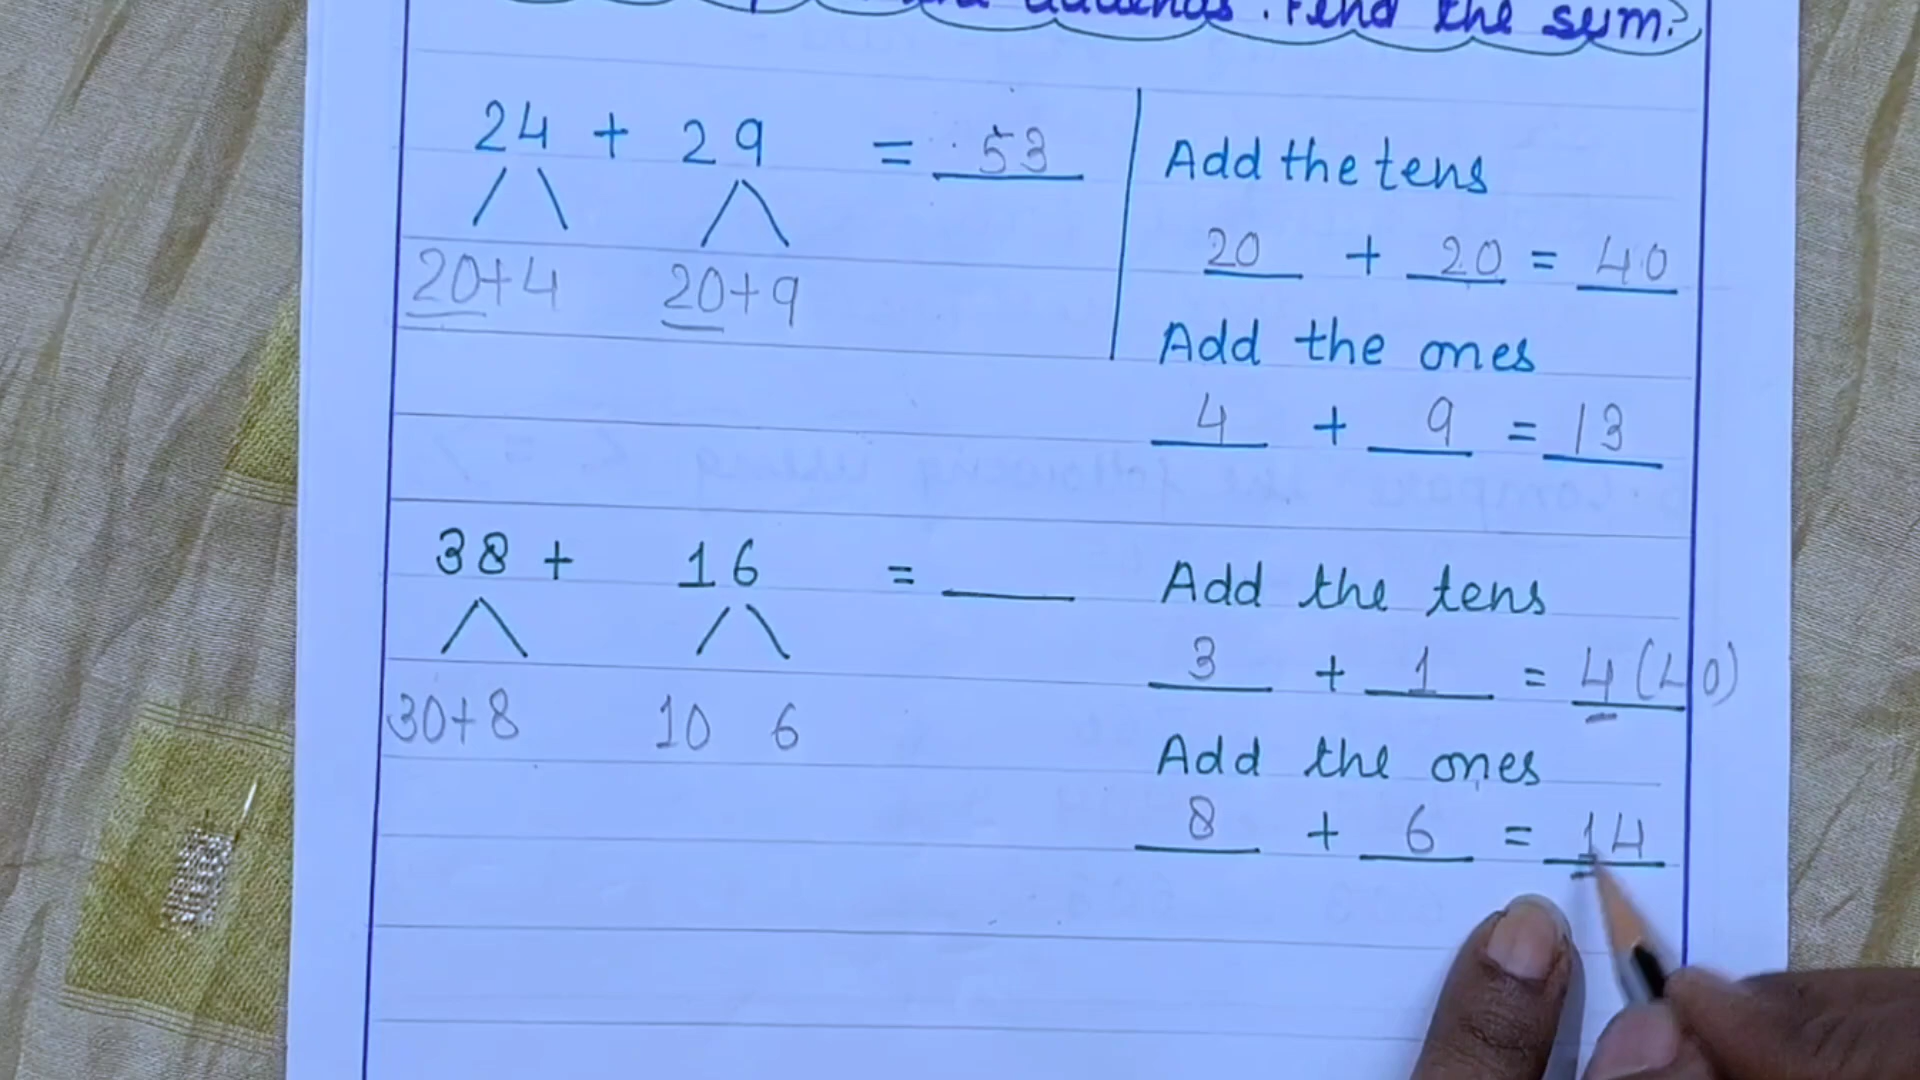 addends. Find the sum.
24 + 29 = 53
20+4 20+9
Add the tens
20 + 20 = 40
Add the ones
4 + 9 = 13
38 + 16 = ___
30+8 10 6
Add the tens
3 + 1 = 4 (40)
Add the ones
8 + 6 = 14